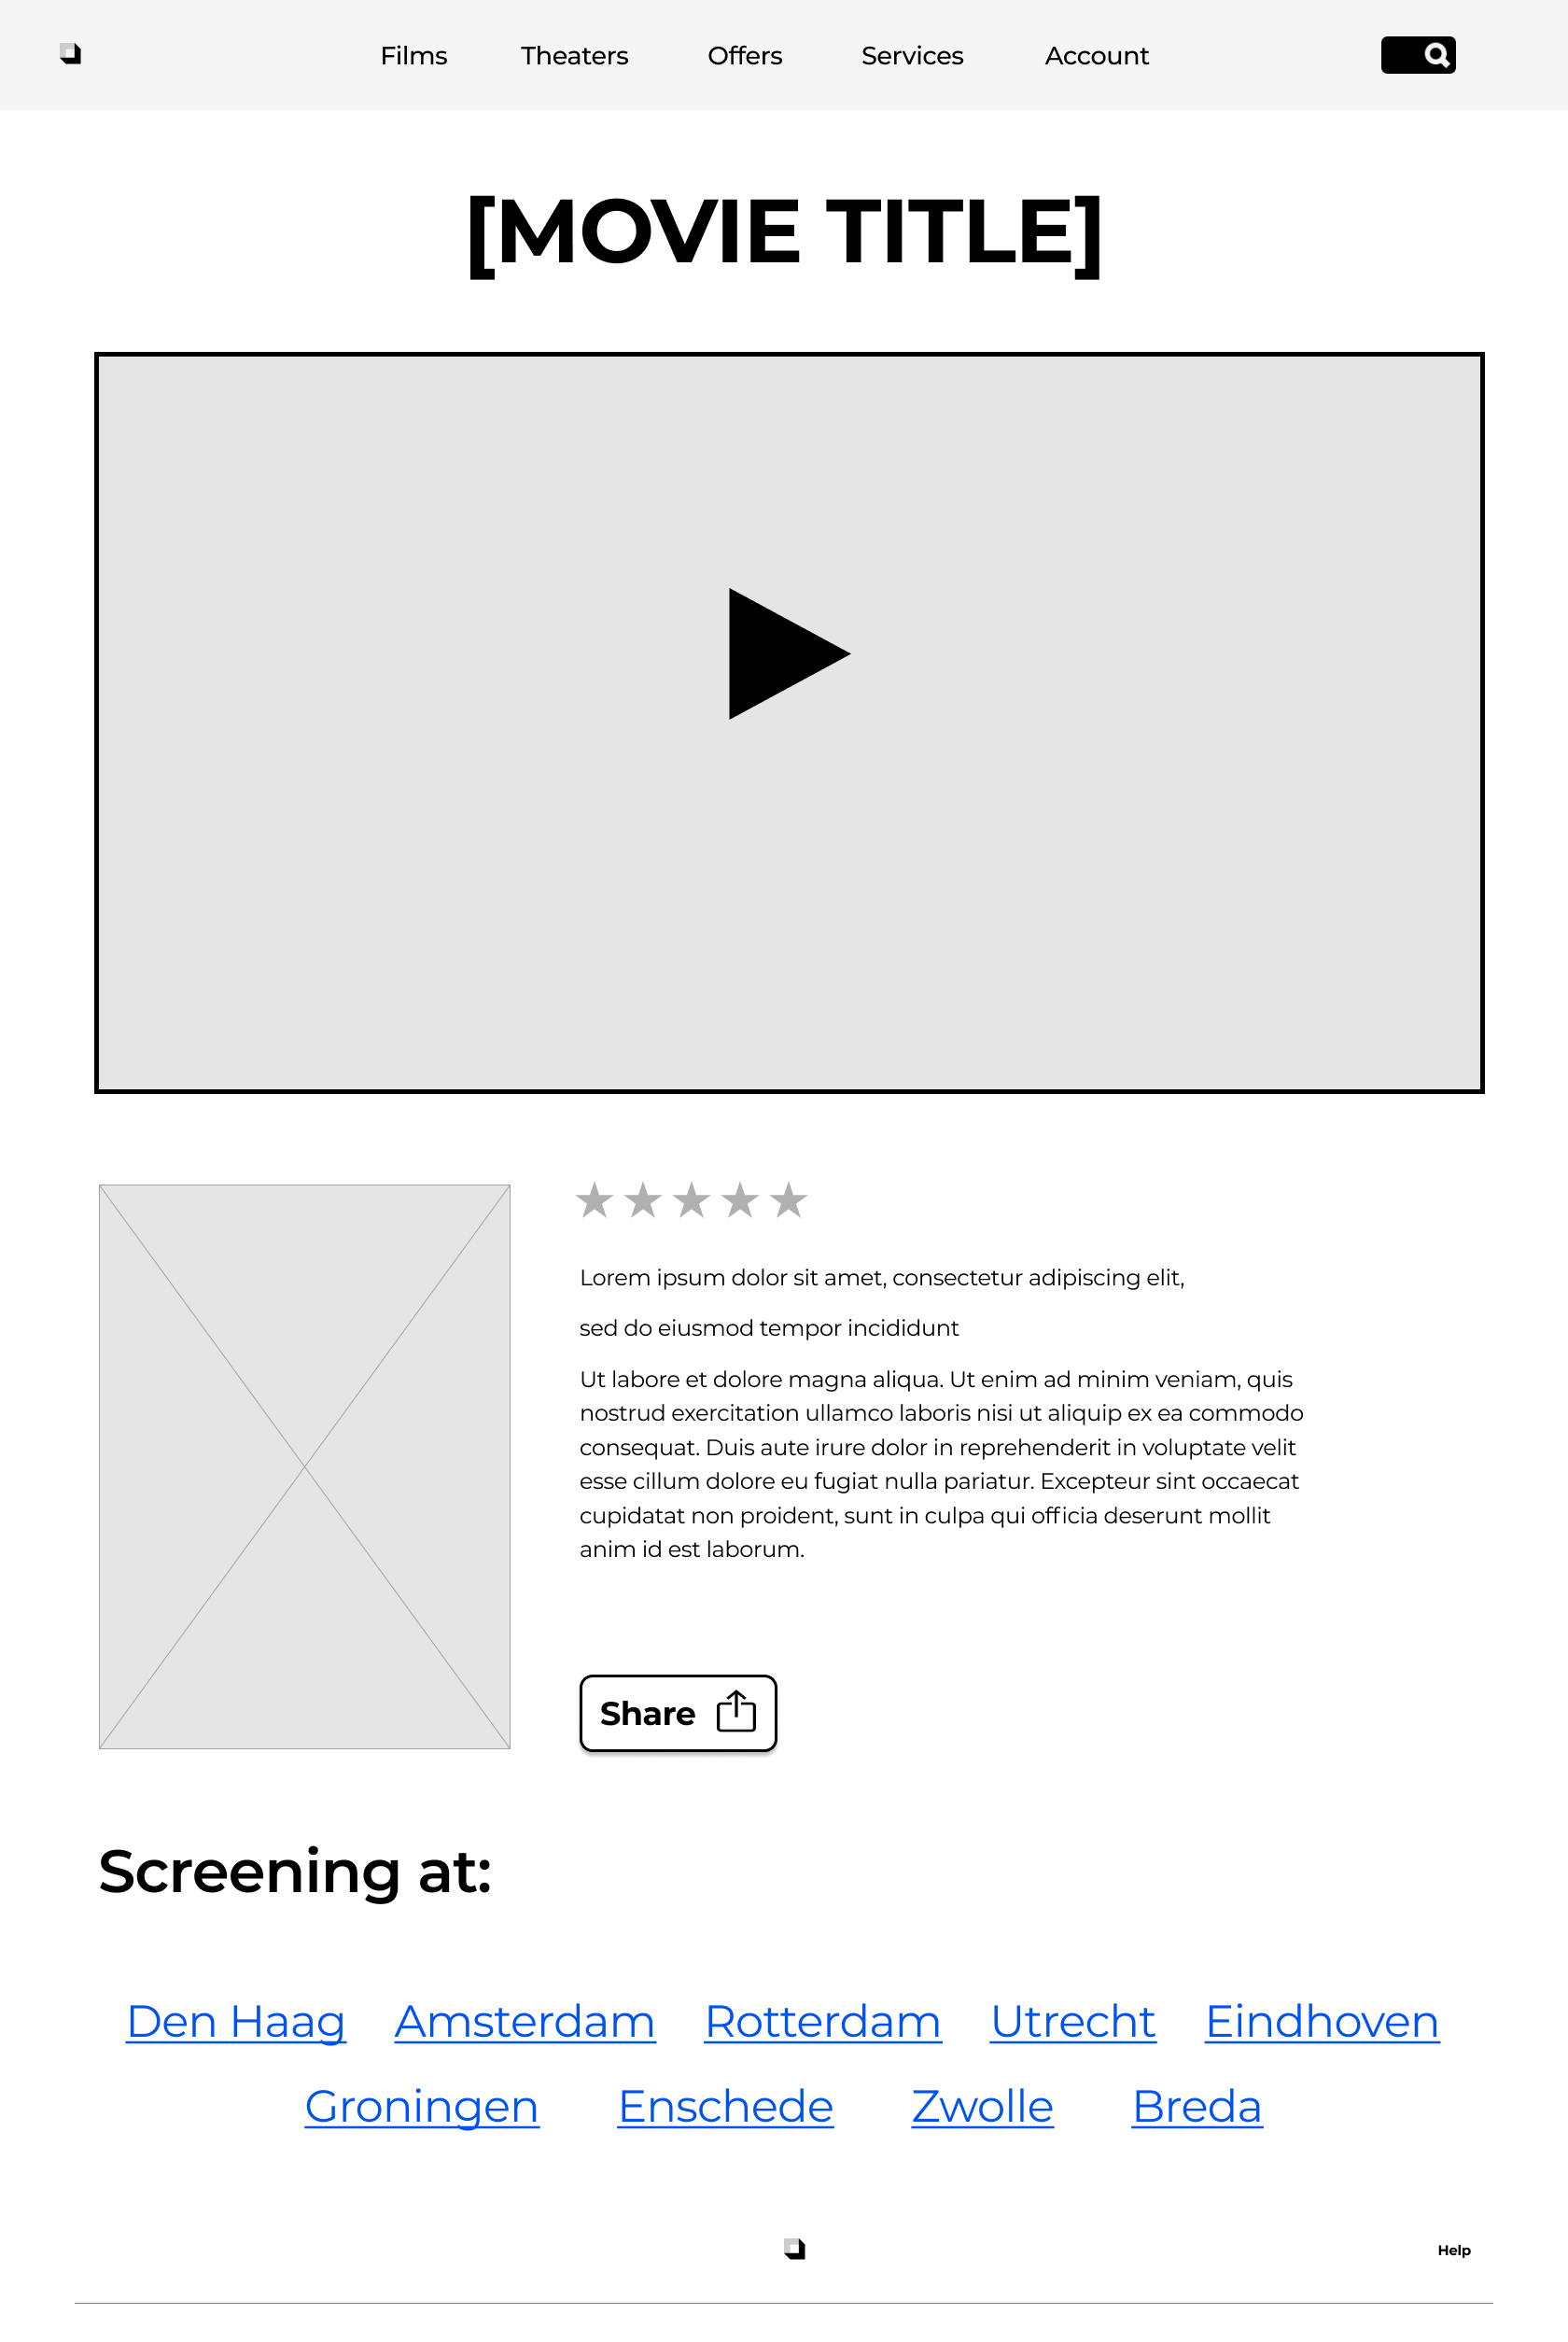 Films Theaters Offers Services Account
[MOVIE TITLE]
Lorem ipsum dolor sit amet, consectetur adipiscing elit,
sed do eiusmod tempor incididunt
Ut labore et dolore magna aliqua. Ut enim ad minim veniam, quis
nostrud exercitation ullamco laboris nisi ut aliquip ex ea commodo
consequat. Duis aute irure dolor in reprehenderit in voluptate velit
esse cillum dolore eu fugiat nulla pariatur. Excepteur sint occaecat
cupidatat non proident, sunt in culpa qui officia deserunt mollit
anim id est laborum.
Share
Screening at:
Den Haag Amsterdam Rotterdam Utrecht Eindhoven
Groningen Enschede Zwolle Breda
Help